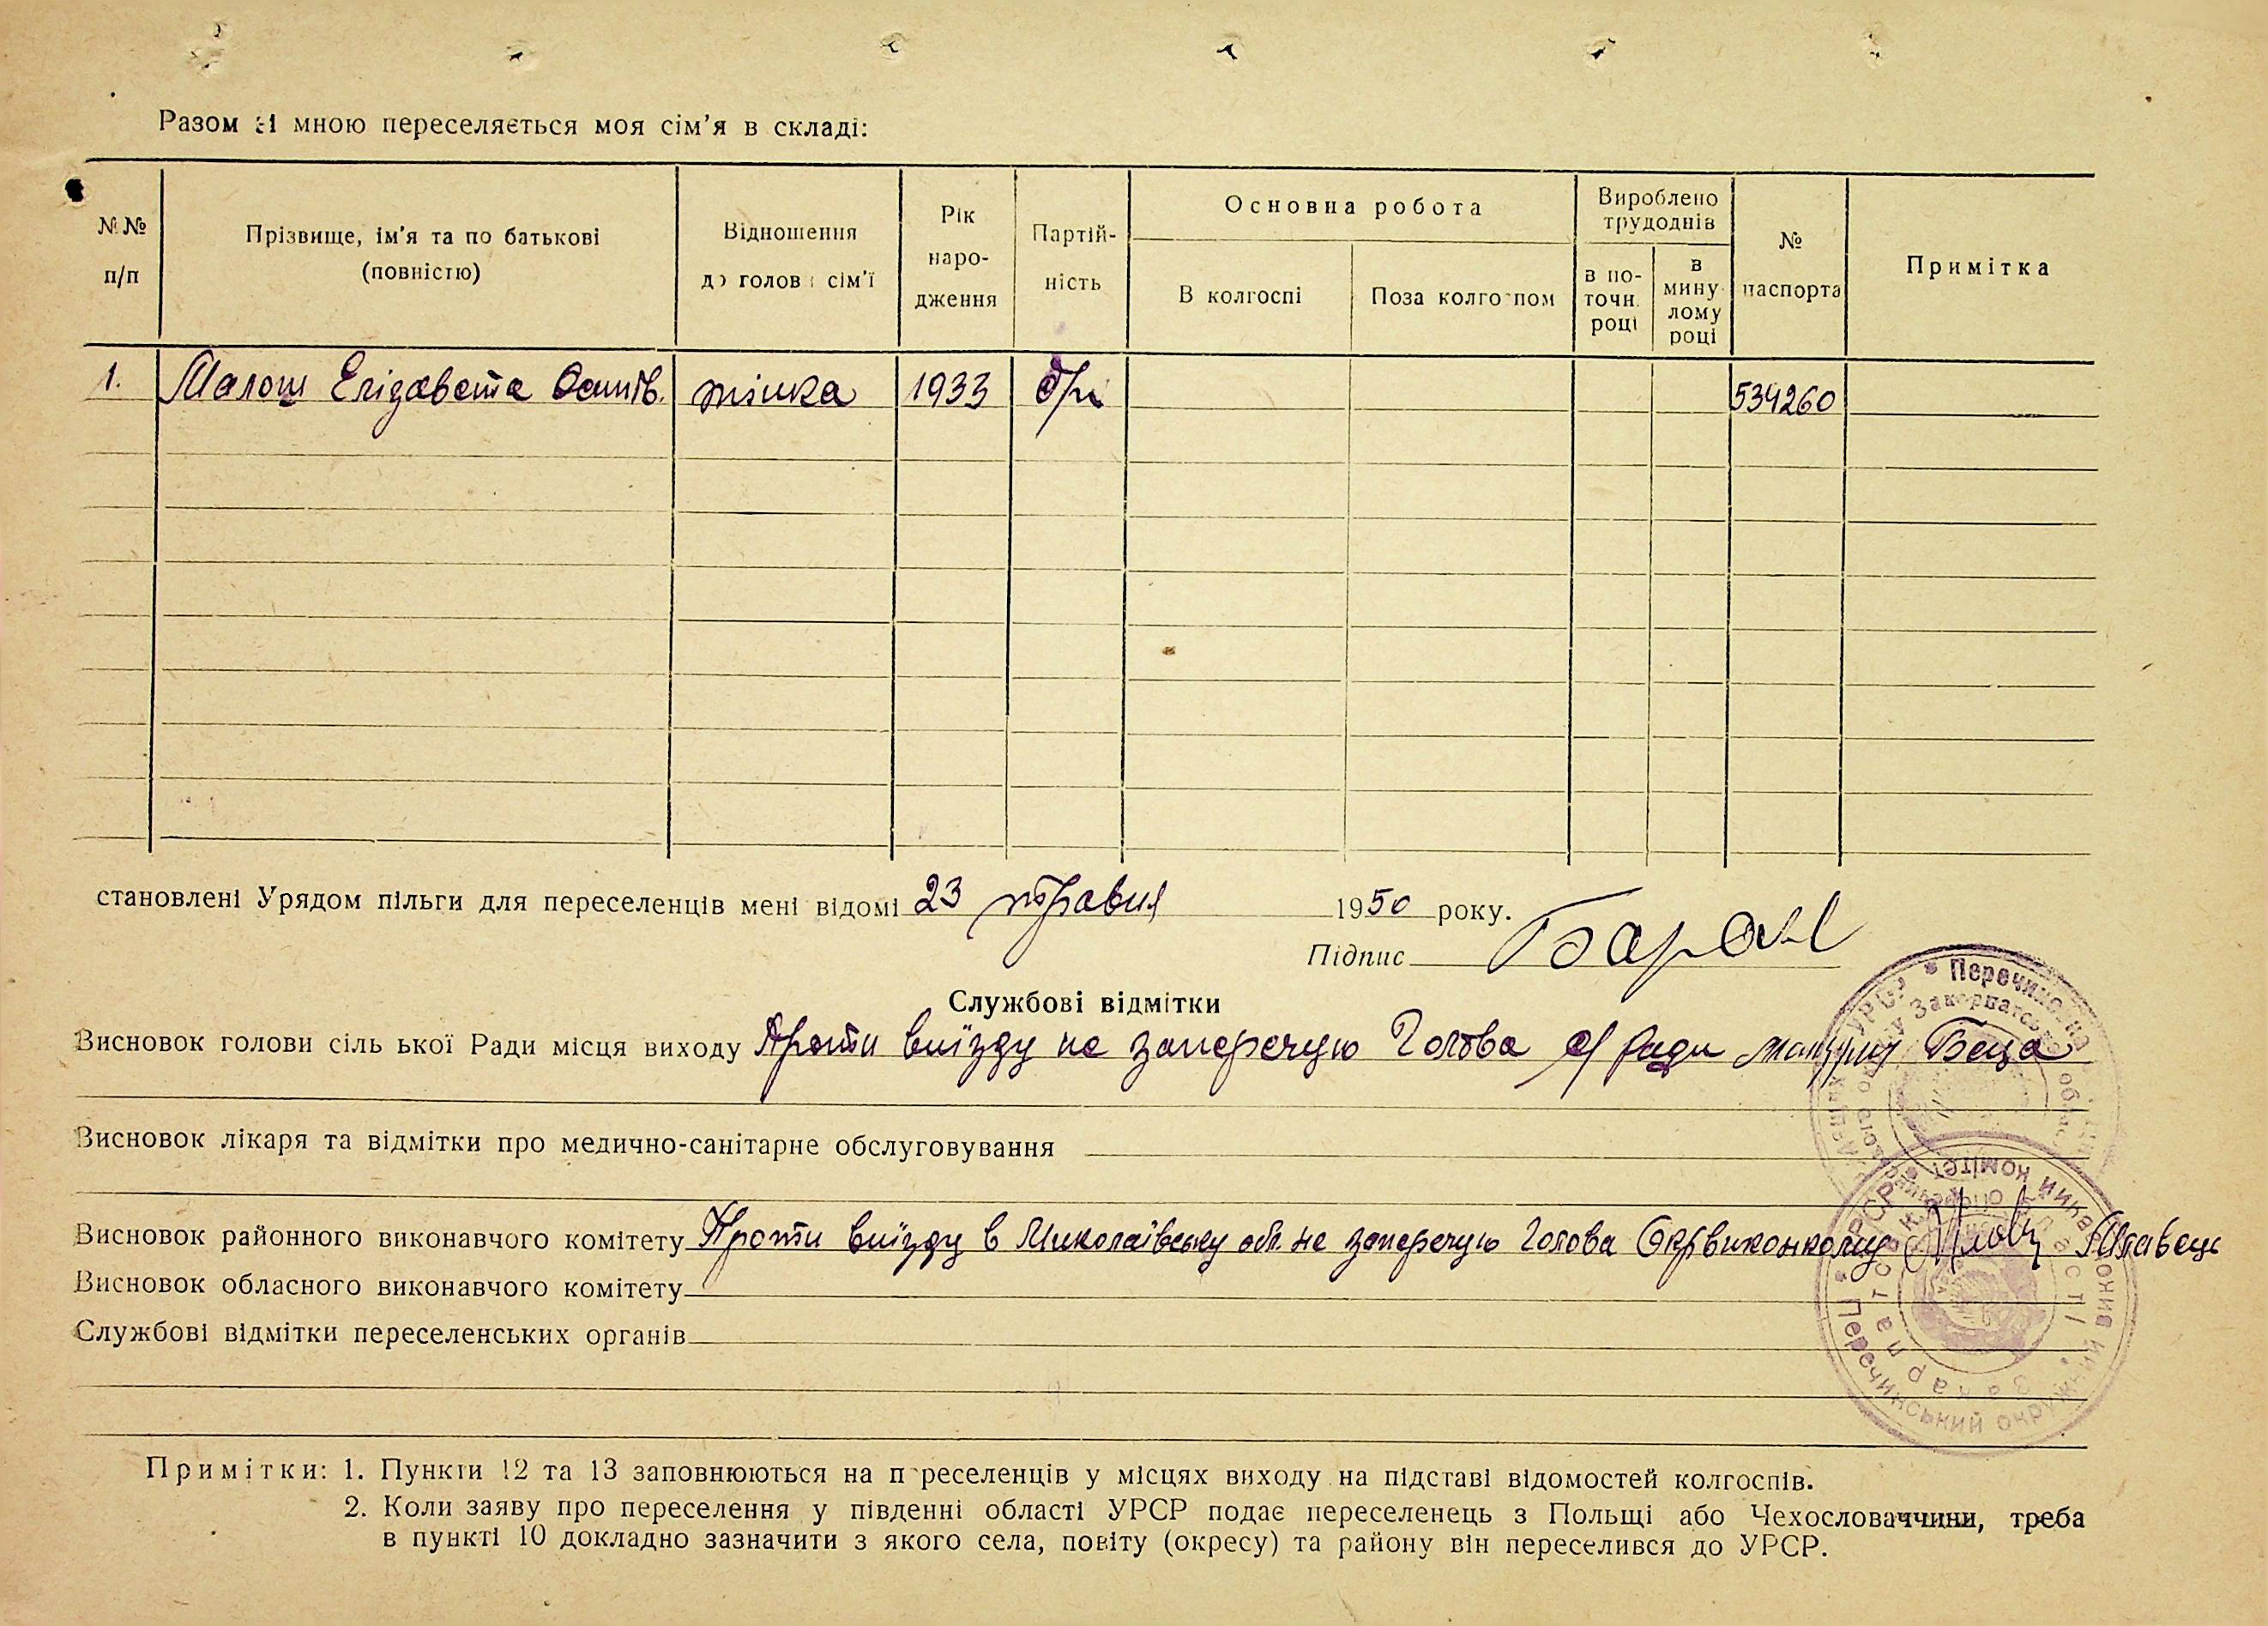 Разом зі мною переселяється моя сім'я в складі:
№№ п/п
Прізвище, ім'я та по батькові (повністю)
Відношення до голови сім'ї
Рік народження
Партійність
Основна робота
В колгоспі
Поза колгоспом
Вироблено трудоднів
в поточн. році
в минулому році
№ паспорта
Примітка
1. Малош Єлізавета Осипів. жінка 1933 б/п 534260
становлені Урядом пільги для переселенців мені відомі 23 травня 1950 року.
Підпис Баран
Службові відмітки
Висновок голови сільської Ради місця виходу Проти виїзду не заперечую Голова с/ Ради Беца
Висновок лікаря та відмітки про медично-санітарне обслуговування
Висновок районного виконавчого комітету Проти виїзду в Миколаївську обл. не заперечую Голова Окрвиконкому
Висновок обласного виконавчого комітету
Службові відмітки переселенських органів
Примітки: 1. Пункти 12 та 13 заповнюються на переселенців у місцях виходу на підставі відомостей колгоспів.
2. Коли заяву про переселення у південні області УРСР подає переселенець з Польщі або Чехословаччини, треба
в пункті 10 докладно зазначити з якого села, повіту (окресу) та району він переселився до УРСР.